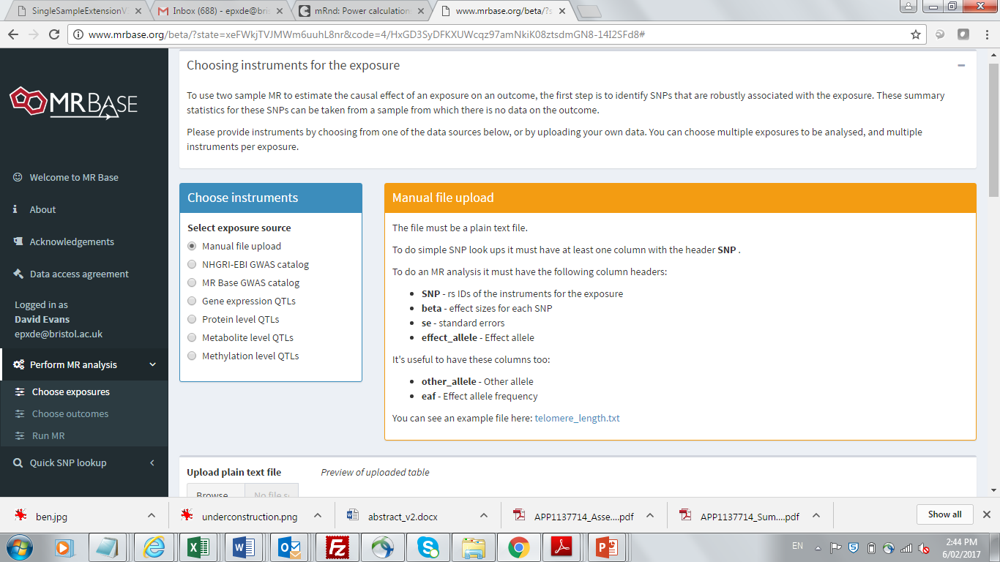 SingleSampleExtensionV
Inbox (688) - epxde@bris
mRnd: Power calculation
www.mrbase.org/beta/?s
www.mrbase.org/beta/?state=xeFWkjTVJMWm6uuhL8nr&code=4/HxGD3SyDFKXUWcqz97amNkiK08ztsdmGN8-14I2SFd8#
MRBASE
Welcome to MR Base
About
Acknowledgements
Data access agreement
Logged in as
David Evans
epxde@bristol.ac.uk
Perform MR analysis
Choose exposures
Choose outcomes
Run MR
Quick SNP lookup
Choosing instruments for the exposure
To use two sample MR to estimate the causal effect of an exposure on an outcome, the first step is to identify SNPs that are robustly associated with the exposure. These summary
statistics for these SNPs can be taken from a sample from which there is no data on the outcome.
Please provide instruments by choosing from one of the data sources below, or by uploading your own data. You can choose multiple exposures to be analysed, and multiple
instruments per exposure.
Choose instruments
Select exposure source
Manual file upload
NHGRI-EBI GWAS catalog
MR Base GWAS catalog
Gene expression QTLs
Protein level QTLs
Metabolite level QTLs
Methylation level QTLs
Manual file upload
The file must be a plain text file.
To do simple SNP look ups it must have at least one column with the header SNP .
To do an MR analysis it must have the following column headers:
SNP - rs IDs of the instruments for the exposure
beta - effect sizes for each SNP
se - standard errors
effect_allele - Effect allele
It's useful to have these columns too:
other_allele - Other allele
eaf - Effect allele frequency
You can see an example file here: telomere_length.txt
Upload plain text file
Preview of uploaded table
Browse...
No file s
ben.jpg
underconstruction.png
abstract_v2.docx
APP1137714_Asse....pdf
APP1137714_Sum....pdf
Show all
EN
2:44 PM
6/02/2017